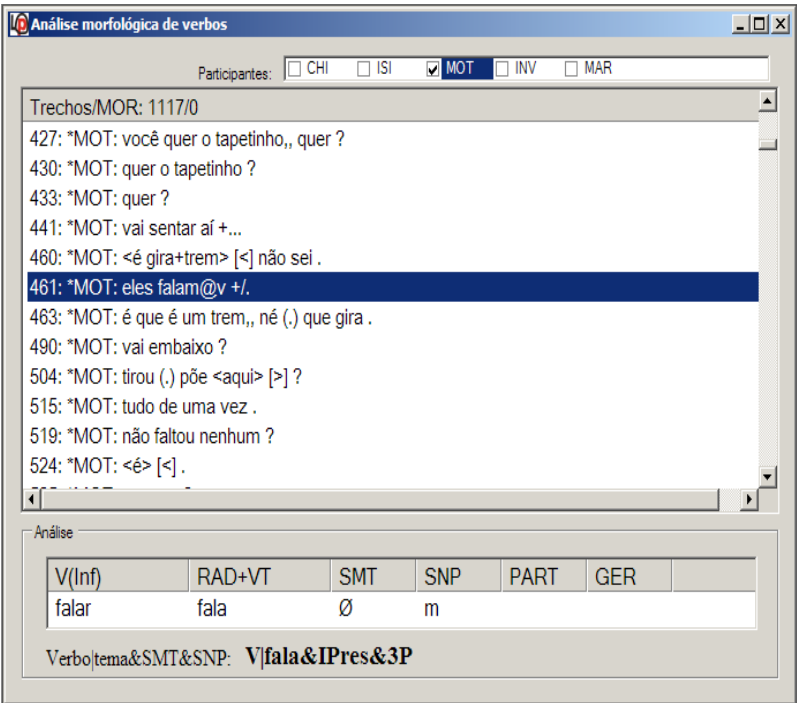 Análise morfológica de verbos
Participantes: CHI ISI MOT INV MAR
Trechos/MOR: 1117/0
427: *MOT: você quer o tapetinho,, quer ?
430: *MOT: quer o tapetinho ?
433: *MOT: quer ?
441: *MOT: vai sentar aí +...
460: *MOT: <é gira+trem> [<] não sei .
461: *MOT: eles falam@v +/.
463: *MOT: é que é um trem,, né (.) que gira .
490: *MOT: vai embaixo ?
504: *MOT: tirou (.) põe <aqui> [>] ?
515: *MOT: tudo de uma vez .
519: *MOT: não faltou nenhum ?
524: *MOT: <é> [<] .
Análise
V(Inf) RAD+VT SMT SNP PART GER
falar fala Ø m
Verbo|tema&SMT&SNP: V|fala&IPres&3P